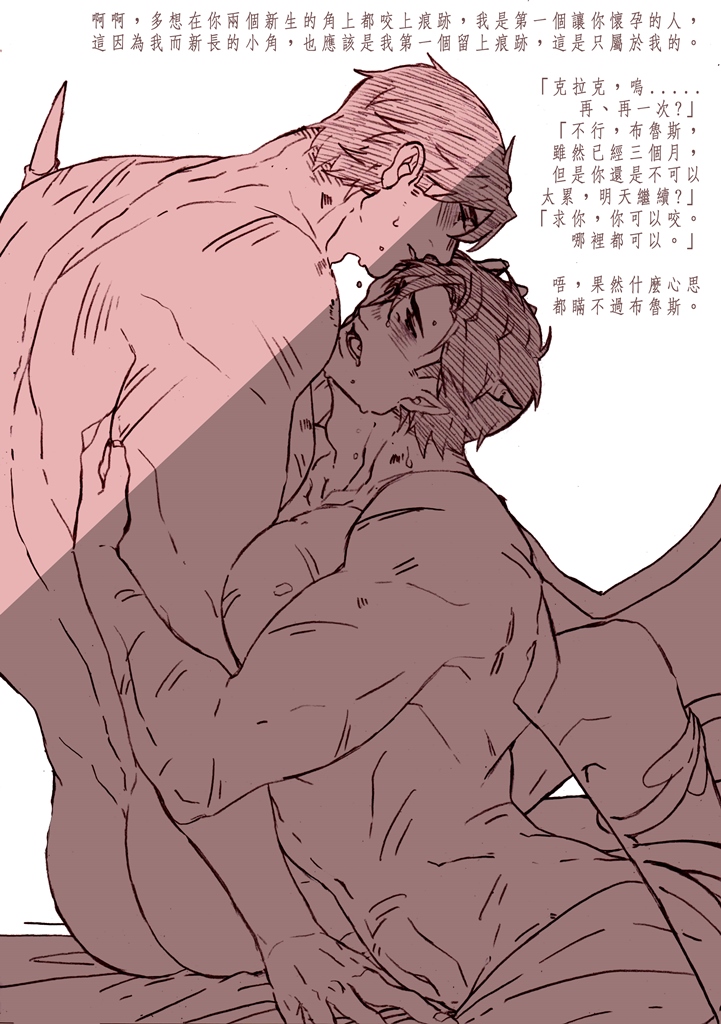 啊啊，多想在你兩個新生的角上都咬上痕跡，我是第一個讓你懷孕的人，
這因為我而新長的小角，也應該是我第一個留上痕跡，這是只屬於我的。
「克拉克，嗚.....
再、再一次?」
「不行，布魯斯，
雖然已經三個月，
但是你還是不可以
太累，明天繼續?」
「求你，你可以咬。
哪裡都可以。」
唔，果然什麼心思
都瞞不過布魯斯。